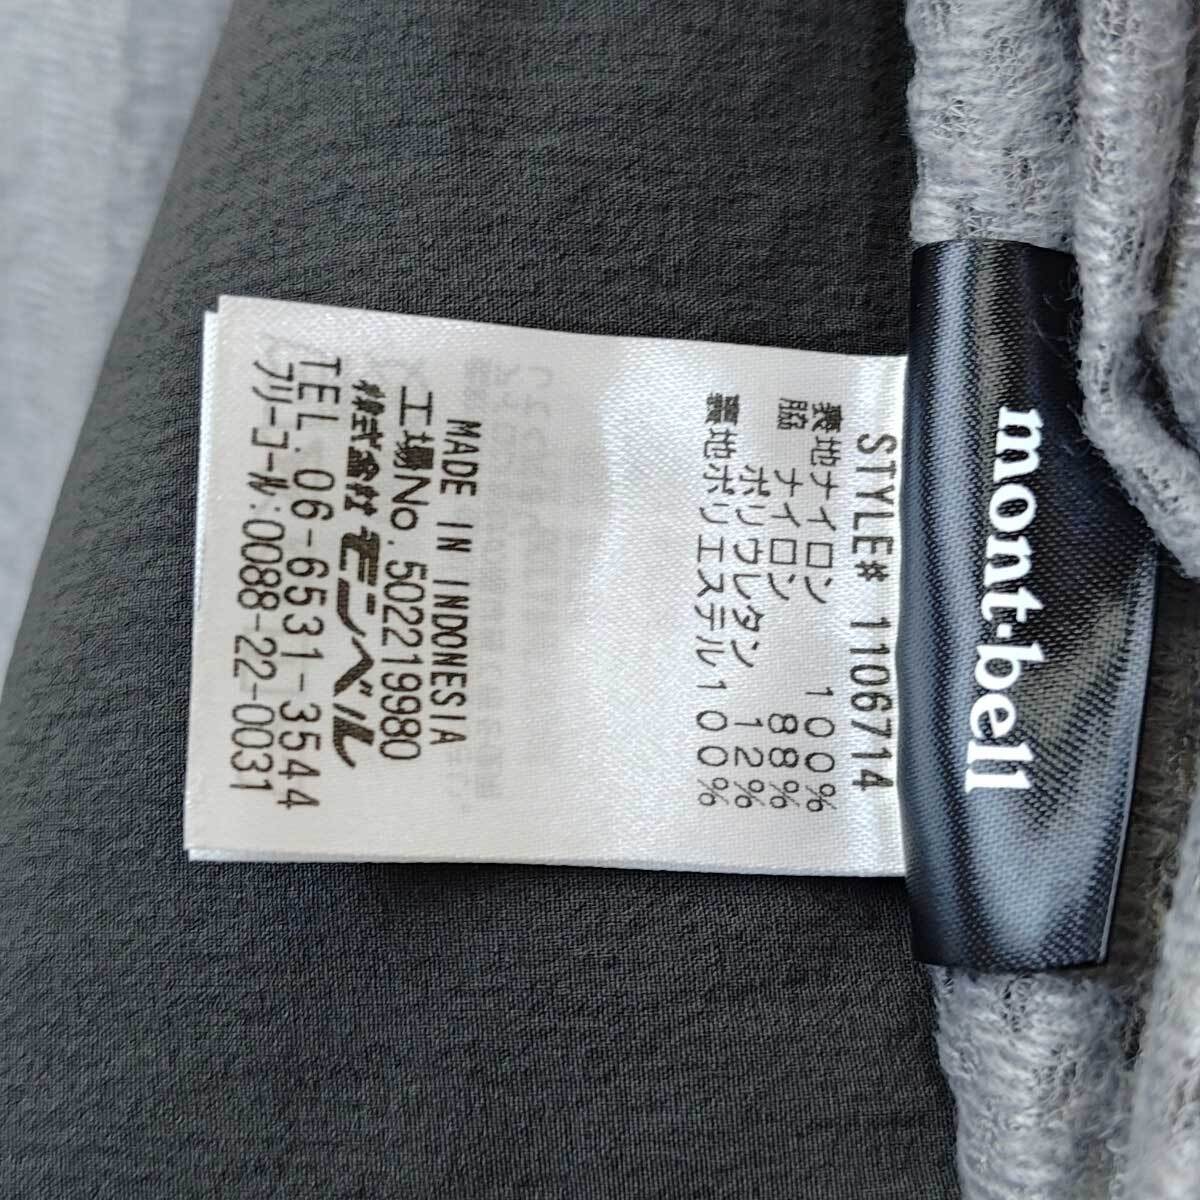 mont·bell
STYLE# 1106714
表地ナイロン 100%
脇 ナイロン 88%
ポリウレタン 12%
裏地ポリエステル100%
MADE IN INDONESIA
工場No. 502219980
株式会社モンベル
TEL. 06-6531-3544
フリーコール:0088-22-0031